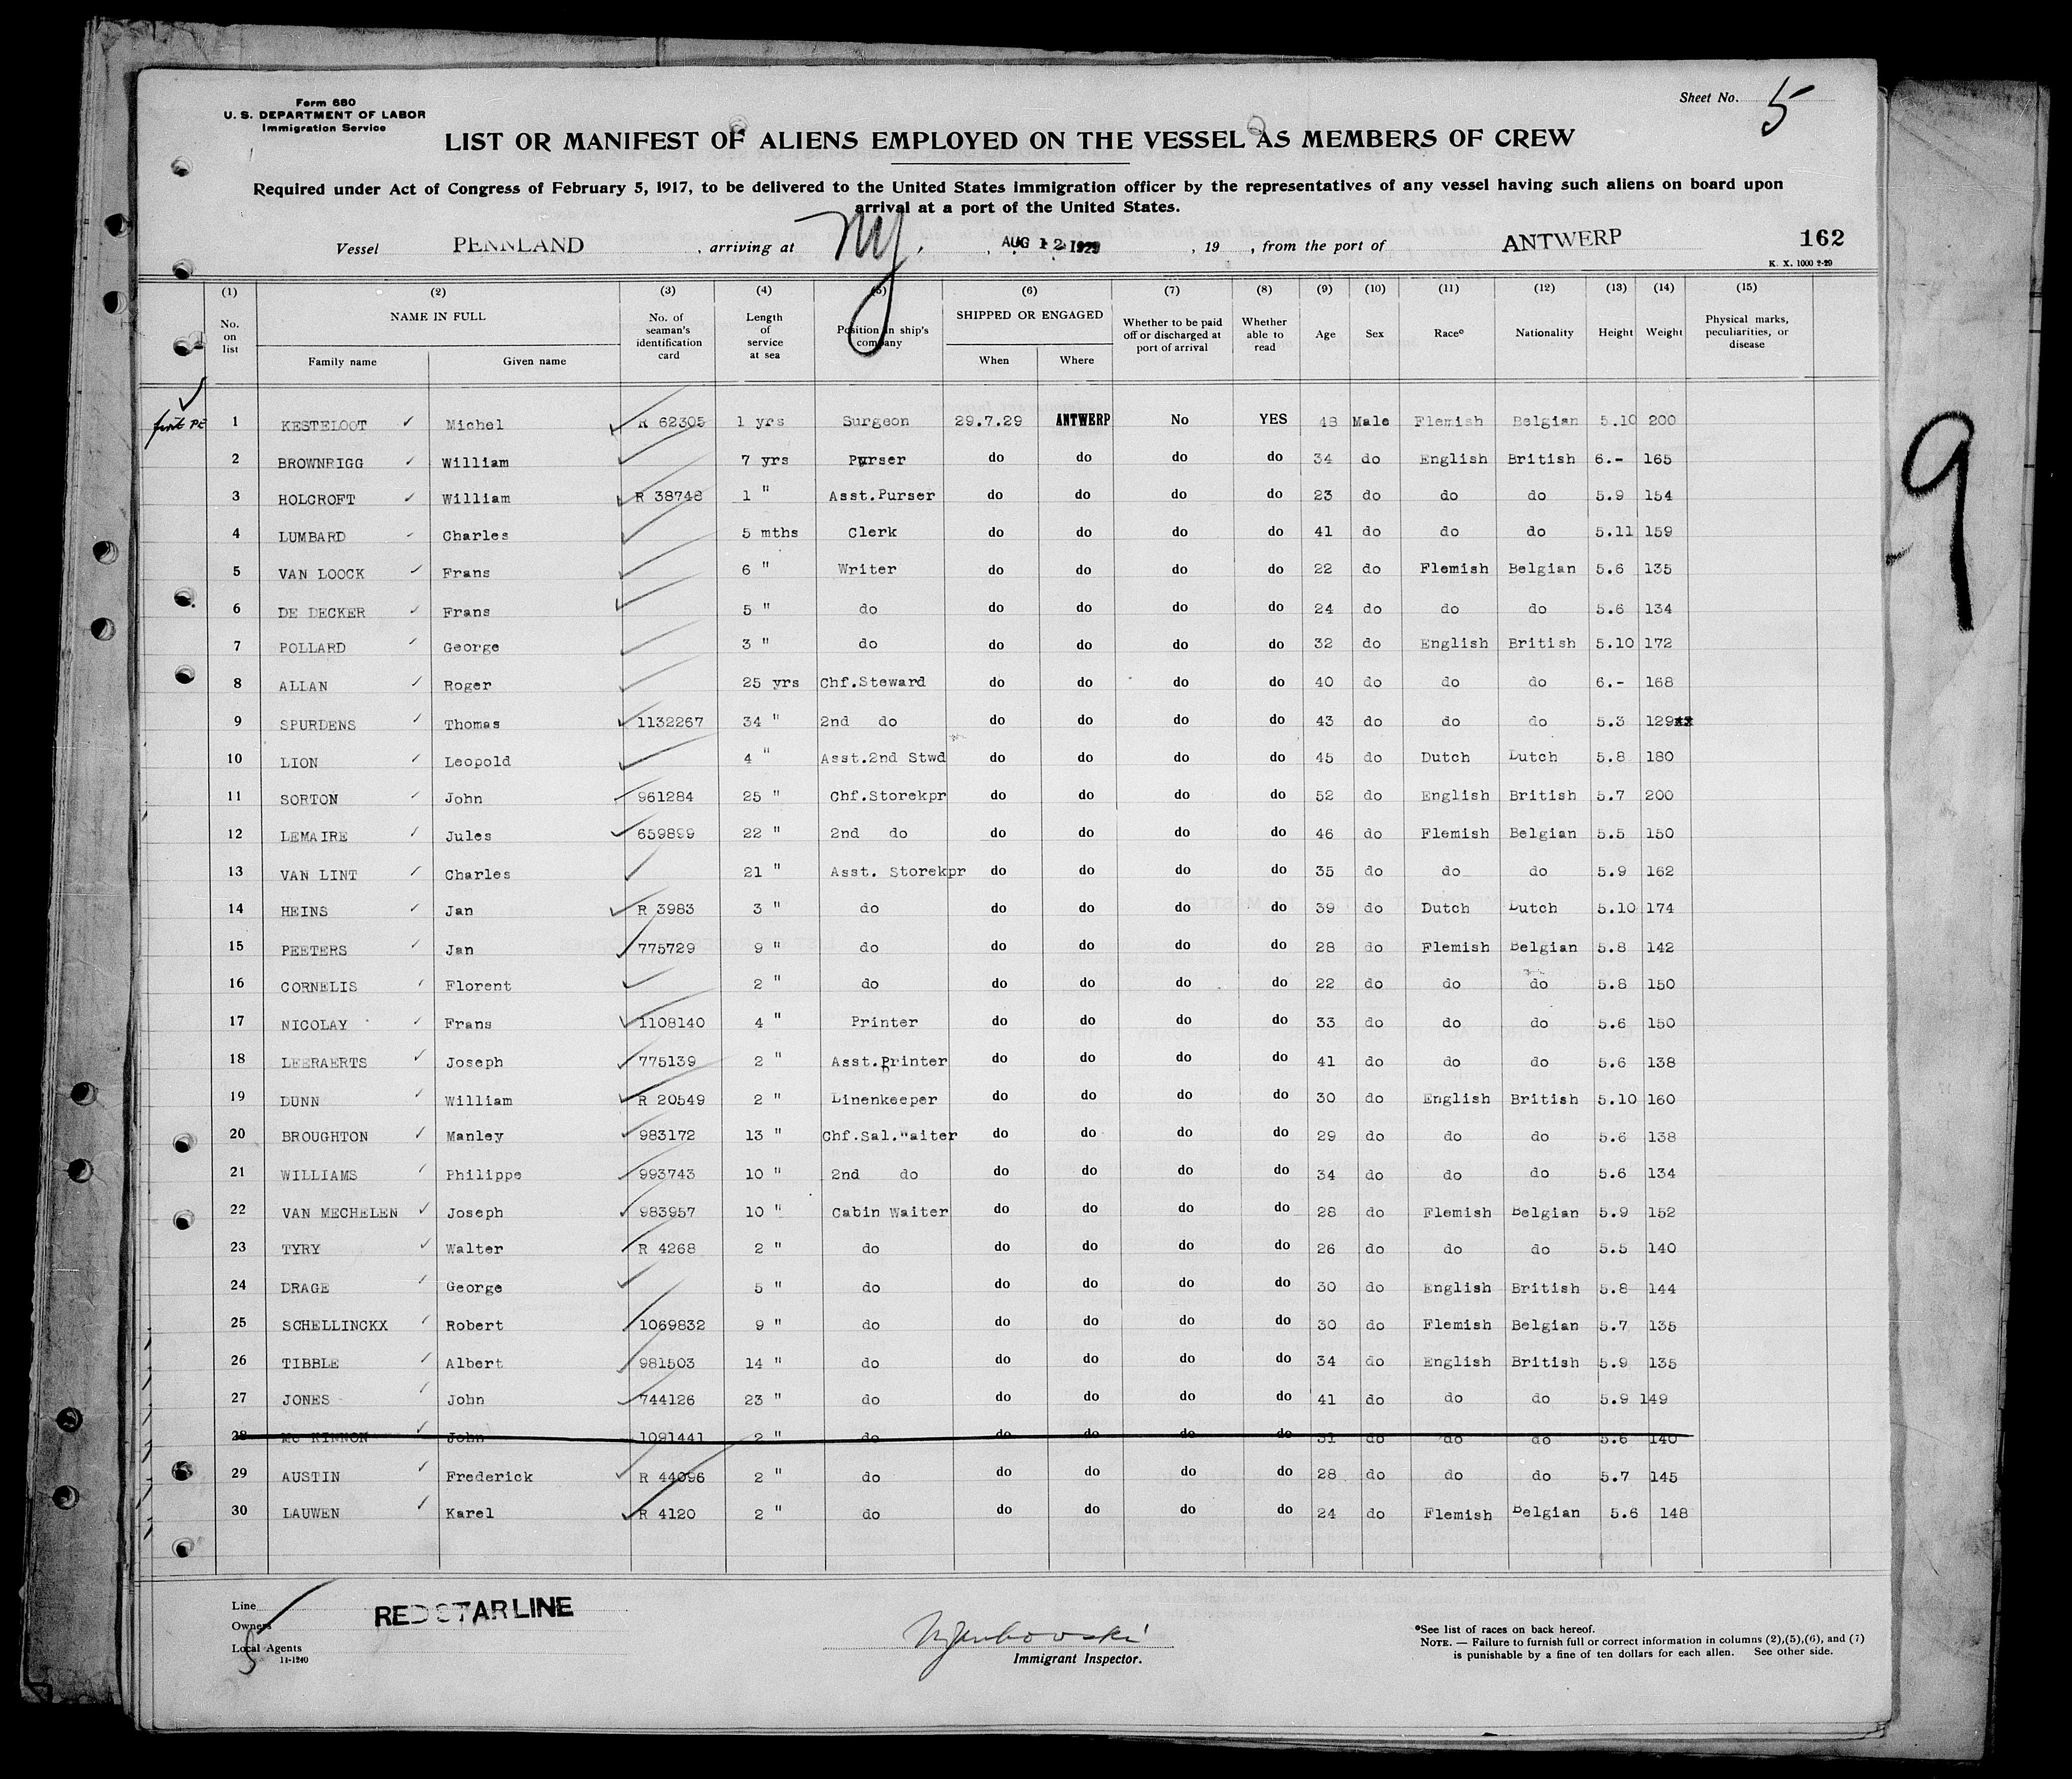 Form 680
U. S. DEPARTMENT OF LABOR
Immigration Service
Sheet No. 5
LIST OR MANIFEST OF ALIENS EMPLOYED ON THE VESSEL AS MEMBERS OF CREW
Required under Act of Congress of February 5, 1917, to be delivered to the United States immigration officer by the representatives of any vessel having such aliens on board upon
arrival at a port of the United States.
Vessel PENNLAND , arriving at NY , AUG 12 1929 , 19 , from the port of ANTWERP 162
K. X. 1000 2-29
(1) (2) (3) (4) (5) (6) (7) (8) (9) (10) (11) (12) (13) (14) (15)
No. on list NAME IN FULL Family name Given name No. of seaman's identification card Length of service at sea Position in ship's company SHIPPED OR ENGAGED When Where Whether to be paid off or discharged at port of arrival Whether able to read Age Sex Race* Nationality Height Weight Physical marks, peculiarities, or disease
1 KESTELOOT Michel R 62305 1 yrs Surgeon 29.7.29 ANTWERP No YES 48 Male Flemish Belgian 5.10 200
2 BROWNRIGG William 7 yrs Purser do do do do 34 do English British 6.- 165
3 HOLCROFT William R 38748 1 " Asst.Purser do do do do 23 do do do 5.9 154
4 LUMBARD Charles 5 mths Clerk do do do do 41 do do do 5.11 159
5 VAN LOOCK Frans 6 " Writer do do do do 22 do Flemish Belgian 5.6 135
6 DE DECKER Frans 5 " do do do do do 24 do do do 5.6 134
7 POLLARD George 3 " do do do do do 32 do English British 5.10 172
8 ALLAN Roger 25 yrs Chf.Steward do do do do 40 do do do 6.- 168
9 SPURDENS Thomas 1132267 34 " 2nd do do do do do 43 do do do 5.3 129
10 LION Leopold 4 " Asst.2nd Stwd do do do do 45 do Dutch Dutch 5.8 180
11 SORTON John 961284 25 " Chf.Storekpr do do do do 52 do English British 5.7 200
12 LEMAIRE Jules 659899 22 " 2nd do do do do do 46 do Flemish Belgian 5.5 150
13 VAN LINT Charles 21 " Asst. Storekpr do do do do 35 do do do 5.9 162
14 HEINS Jan R 3983 3 " do do do do do 39 do Dutch Dutch 5.10 174
15 PEETERS Jan 775729 9 " do do do do do 28 do Flemish Belgian 5.8 142
16 CORNELIS Florent 2 " do do do do do 22 do do do 5.8 150
17 NICOLAY Frans 1108140 4 " Printer do do do do 33 do do do 5.6 150
18 LEERAERTS Joseph 775139 2 " Asst.Printer do do do do 41 do do do 5.6 138
19 DUNN William R 20549 2 " Linenkeeper do do do do 30 do English British 5.10 160
20 BROUGHTON Manley 983172 13 " Chf.Sal.Waiter do do do do 29 do do do 5.6 138
21 WILLIAMS Philippe 993743 10 " 2nd do do do do do 34 do do do 5.6 134
22 VAN MECHELEN Joseph 983957 10 " Cabin Waiter do do do do 28 do Flemish Belgian 5.9 152
23 TYRY Walter R 4268 2 " do do do do do 26 do do do 5.5 140
24 DRAGE George 5 " do do do do do 30 do English British 5.8 144
25 SCHELLINCKX Robert 1069832 9 " do do do do do 30 do Flemish Belgian 5.7 135
26 TIBBLE Albert 981503 14 " do do do do do 34 do English British 5.9 135
27 JONES John 744126 23 " do do do do do 41 do do do 5.9 149
28 Mc KINNON John 1091441 2 " do do do do do 31 do do do 5.6 140
29 AUSTIN Frederick R 44096 2 " do do do do do 28 do do do 5.7 145
30 LAUWEN Karel R 4120 2 " do do do do do 24 do Flemish Belgian 5.6 148
9
Line
Owners RED STAR LINE
Local Agents
14-1240
Immigrant Inspector.
*See list of races on back hereof.
NOTE. — Failure to furnish full or correct information in columns (2),(5),(6), and (7)
is punishable by a fine of ten dollars for each alien. See other side.